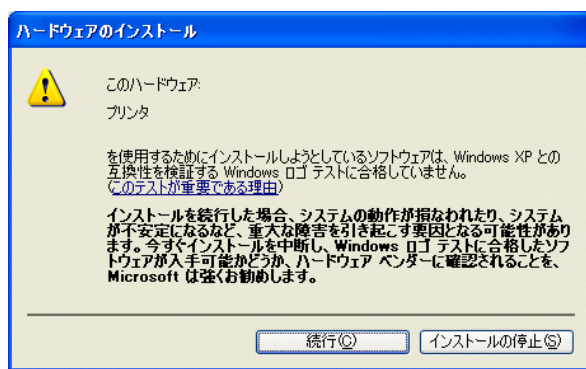 ハードウェアのインストール
このハードウェア:
プリンタ
を使用するためにインストールしようとしているソフトウェアは、Windows XP との
互換性を検証する Windows ロゴ テストに合格していません。
(このテストが重要である理由)
インストールを続行した場合、システムの動作が損なわれたり、システム
が不安定になるなど、重大な障害を引き起こす要因となる可能性があり
ます。今すぐインストールを中断し、Windows ロゴ テストに合格したソフ
トウェアが入手可能かどうか、ハードウェア ベンダーに確認されることを、
Microsoft は強くお勧めします。
続行(C)
インストールの停止(S)